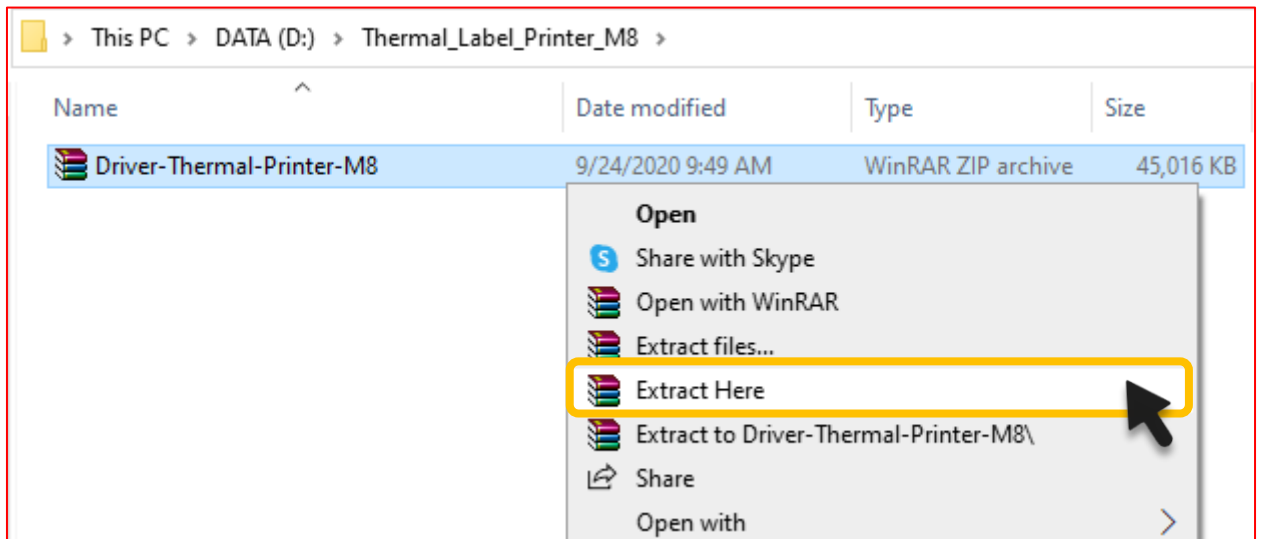 This PC > DATA (D:) > Thermal_Label_Printer_M8 >
Name Date modified Type Size
Driver-Thermal-Printer-M8 9/24/2020 9:49 AM WinRAR ZIP archive 45,016 KB
Open
S Share with Skype
Open with WinRAR
Extract files...
Extract Here
Extract to Driver-Thermal-Printer-M8\
Share
Open with >